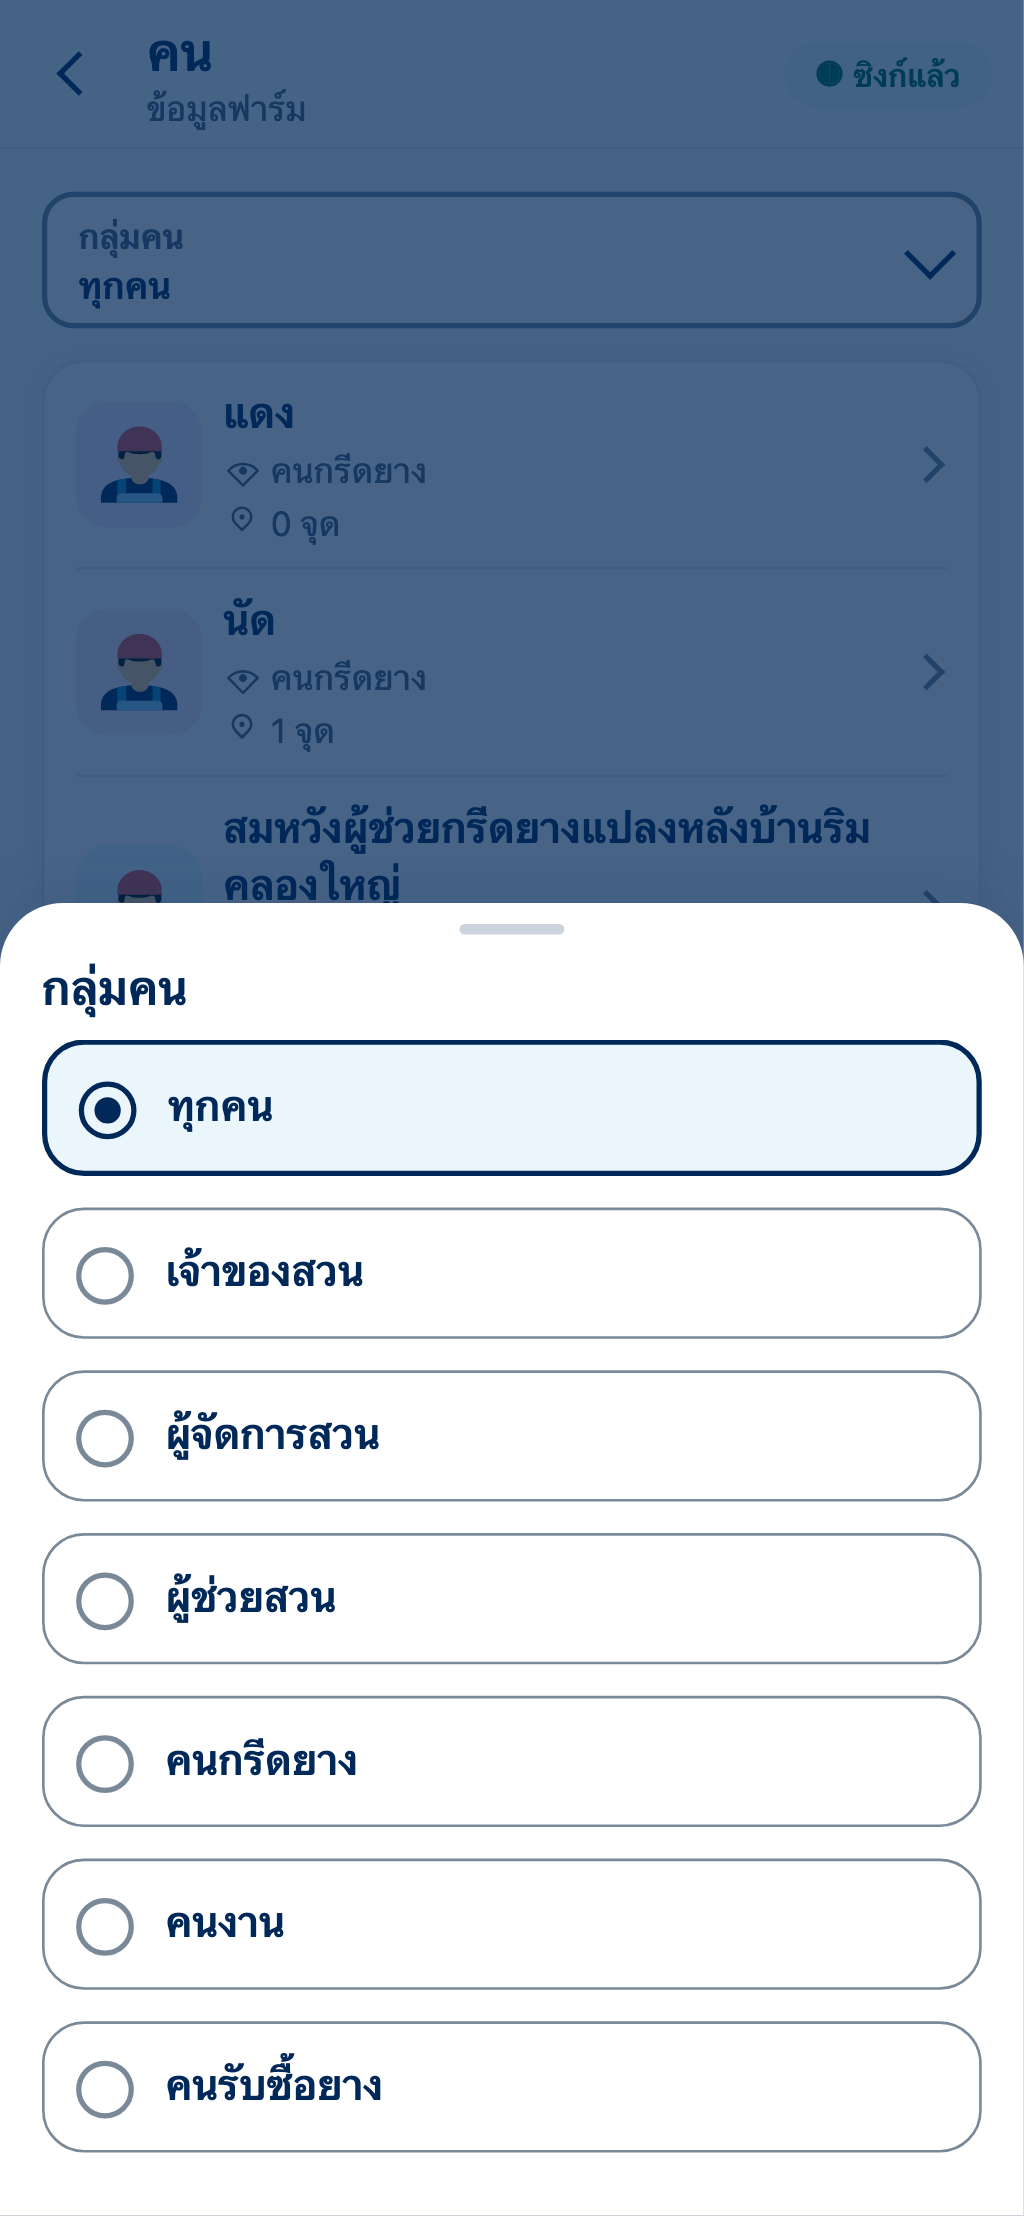 คน
ข้อมูลฟาร์ม
ซิงก์แล้ว
กลุ่มคน
ทุกคน
แดง
คนกรีดยาง
0 จุด
นัด
คนกรีดยาง
1 จุด
สมหวังผู้ช่วยกรีดยางแปลงหลังบ้านริม
คลองใหญ่
กลุ่มคน
ทุกคน
เจ้าของสวน
ผู้จัดการสวน
ผู้ช่วยสวน
คนกรีดยาง
คนงาน
คนรับซื้อยาง